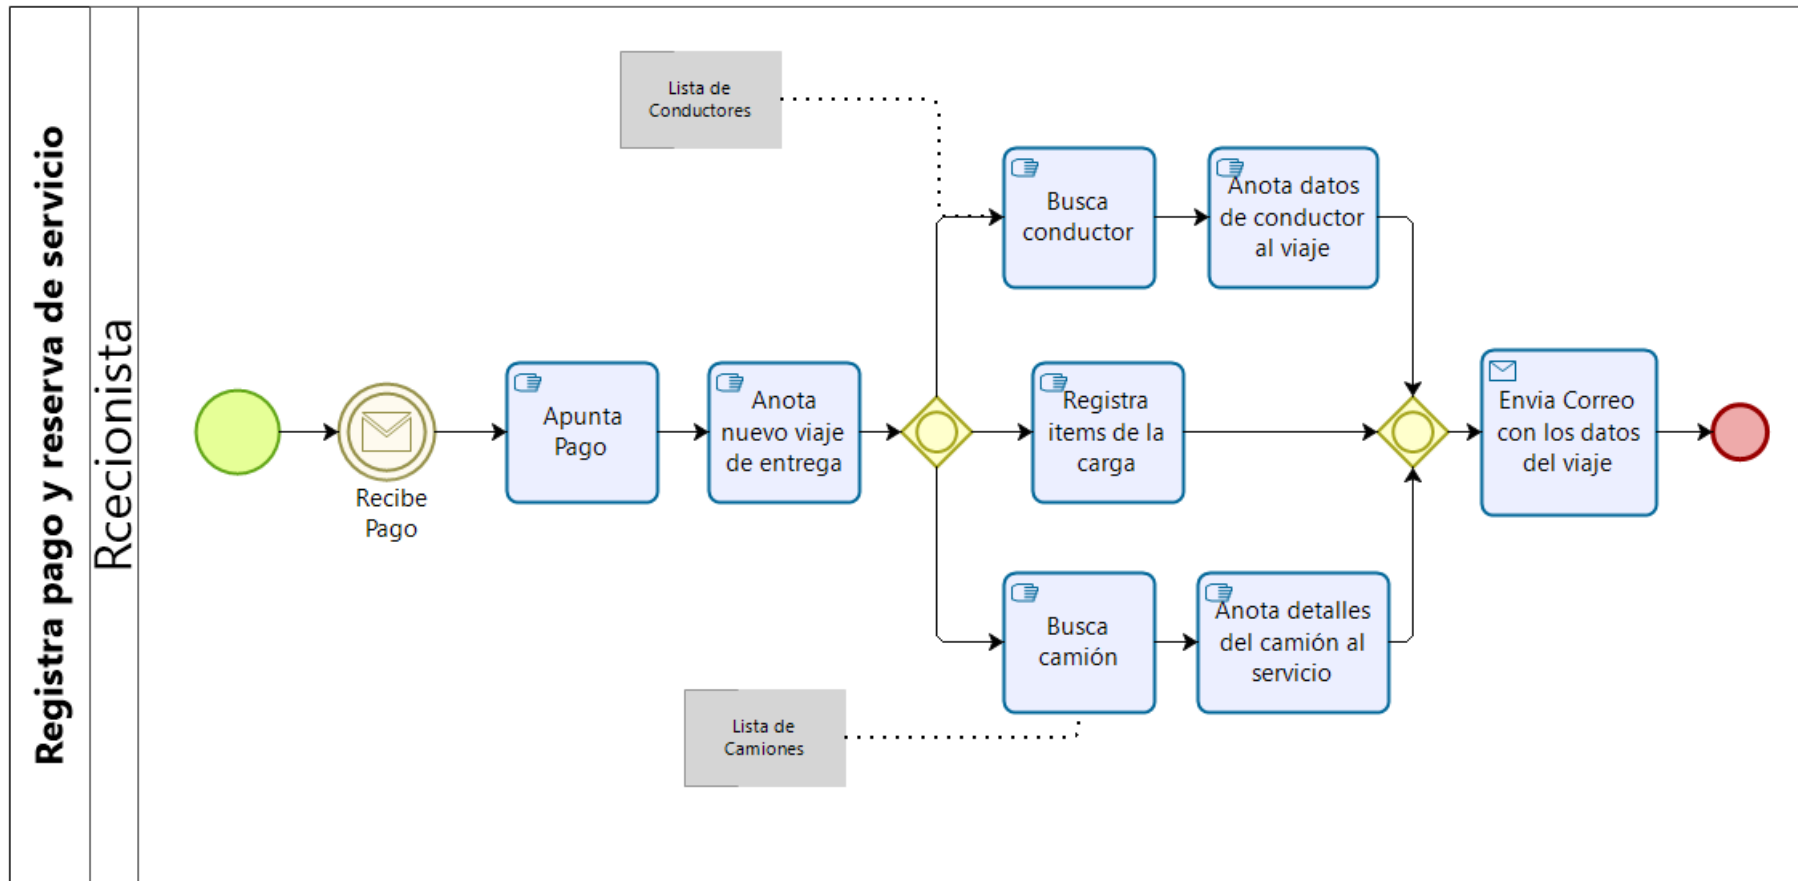 Registra pago y reserva de servicio
Rcecionista
Lista de
Conductores
Busca
conductor
Anota datos
de conductor
al viaje
Recibe
Pago
Apunta
Pago
Anota
nuevo viaje
de entrega
Registra
items de la
carga
Envia Correo
con los datos
del viaje
Busca
camión
Anota detalles
del camión al
servicio
Lista de
Camiones